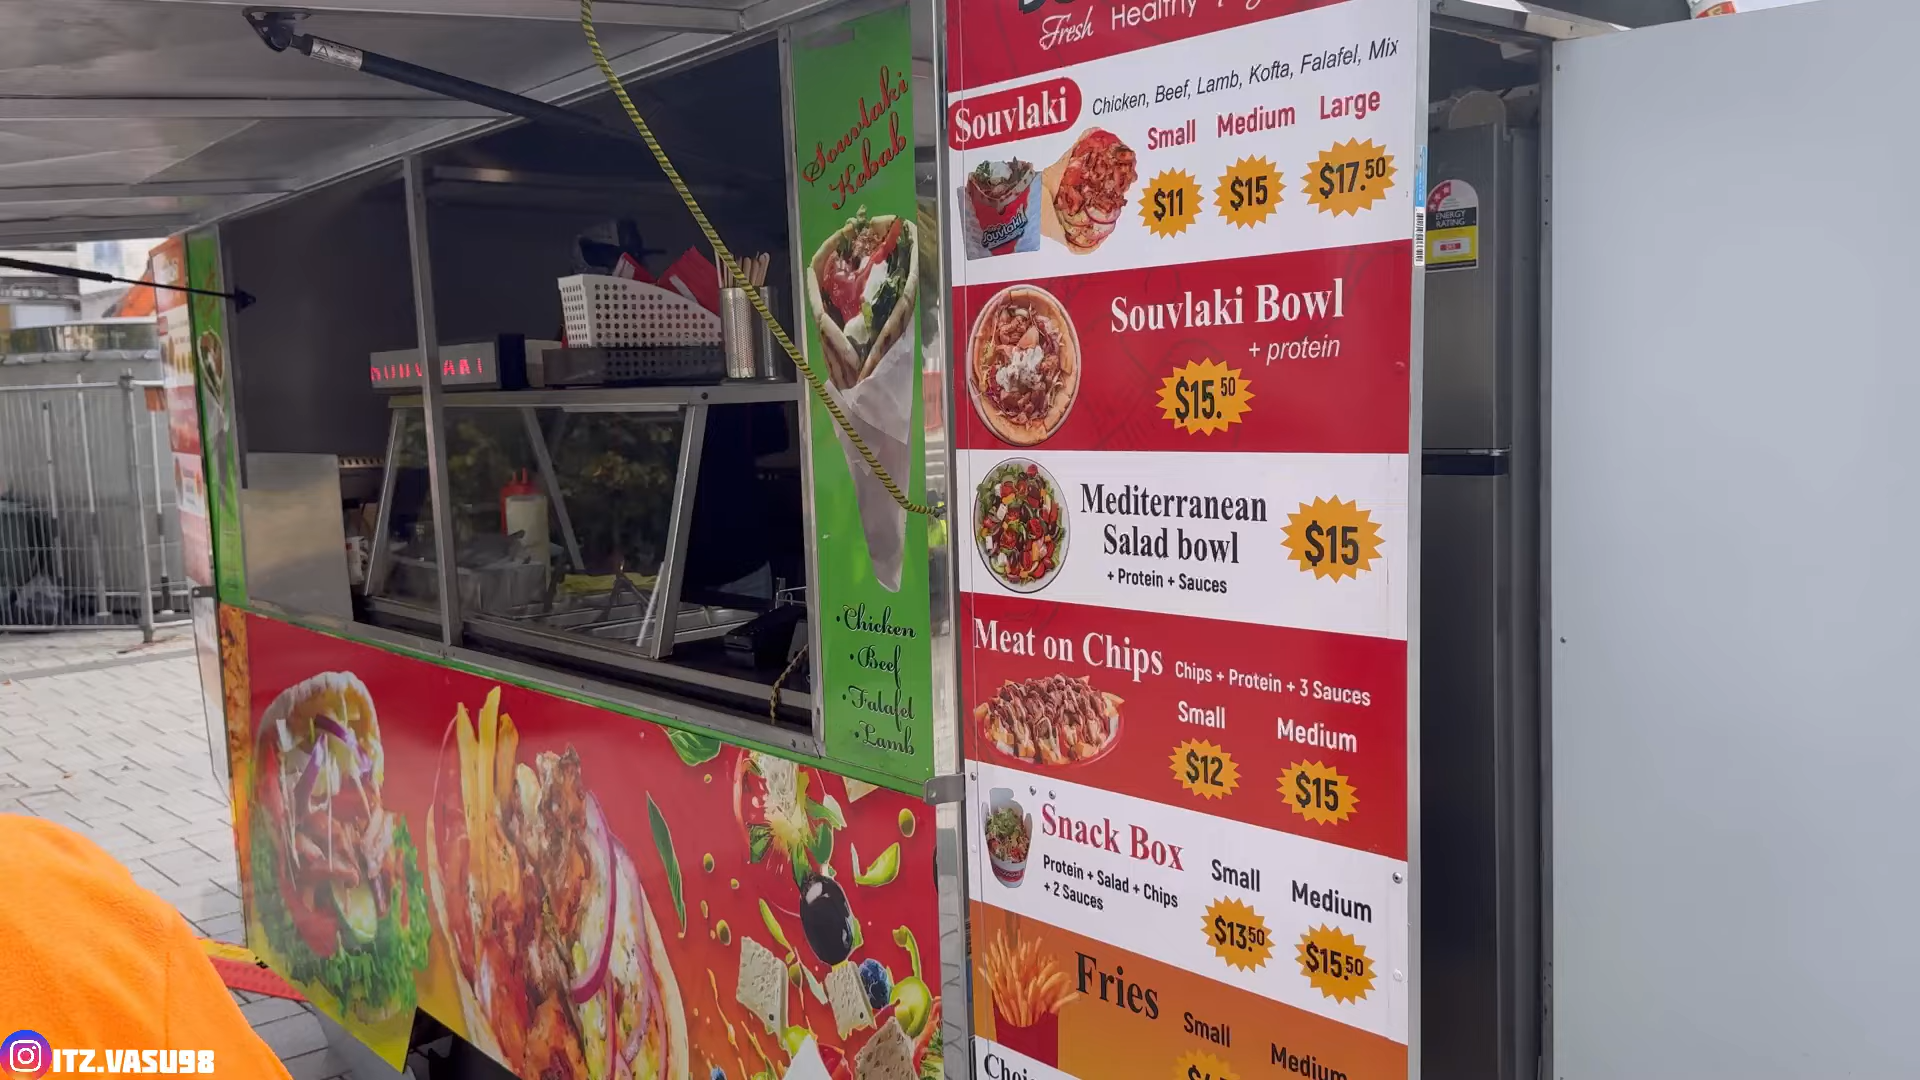 Fresh Healthy
Souvlaki
Chicken, Beef, Lamb, Kofta, Falafel, Mix
Small Medium Large
$11 $15 $17.50
Souvlaki
Souvlaki Bowl
+ protein
$15.50
Mediterranean
Salad bowl
+ Protein + Sauces
$15
Meat on Chips
Chips + Protein + 3 Sauces
Small Medium
$12 $15
Snack Box
Protein + Salad + Chips
+ 2 Sauces
Small Medium
$13.50 $15.50
Fries
Small
Medium
Souvlaki
Kebab
• Chicken
• Beef
• Falafel
• Lamb
ENERGY
RATING
ITZ.VASU98